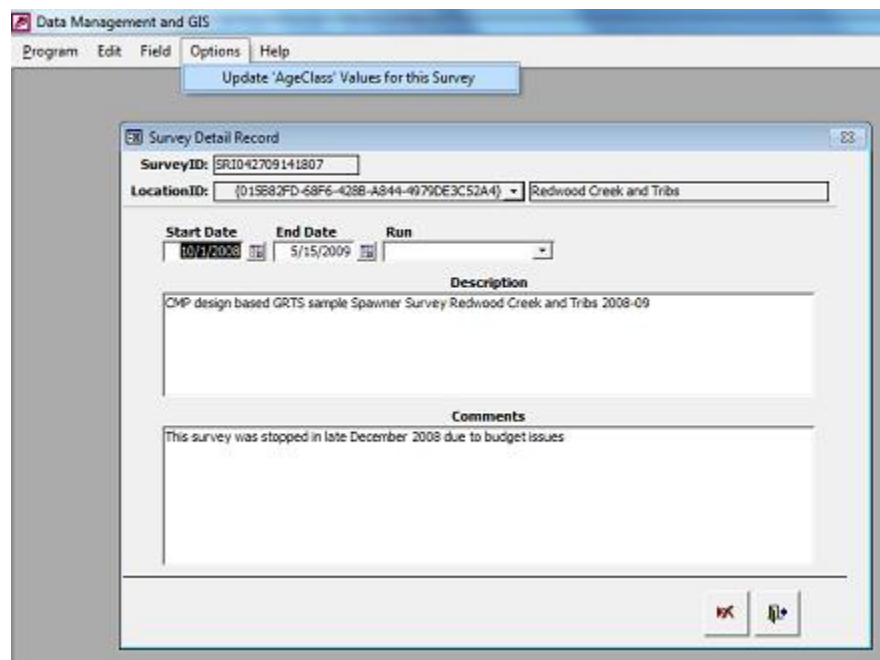 Data Management and GIS
Program Edit Field Options Help
Update 'AgeClass' Values for this Survey
Survey Detail Record
SurveyID: SRI042709141807
LocationID: {015B82FD-68F6-428B-A844-4979DE3C52A4} Redwood Creek and Tribs
Start Date End Date Run
10/1/2008 5/15/2009
Description
CMP design based GRTS sample Spawner Survey Redwood Creek and Tribs 2008-09
Comments
This survey was stopped in late December 2008 due to budget issues